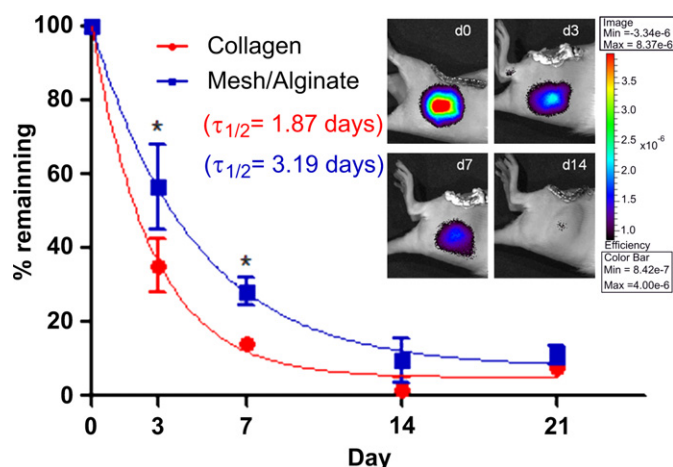 100
80
60
40
20
0
% remainning
0
3
7
14
21
Day
Collagen
Mesh/Alginate
(τ1/2= 1.87 days)
(τ1/2= 3.19 days)
*
*
d0
d3
d7
d14
Image
Min =-3.34e-6
Max = 8.37e-6
3.5
3.0
2.5
x10⁻⁶
2.0
1.5
1.0
Efficiency
Color Bar
Min = 8.42e-7
Max =4.00e-6